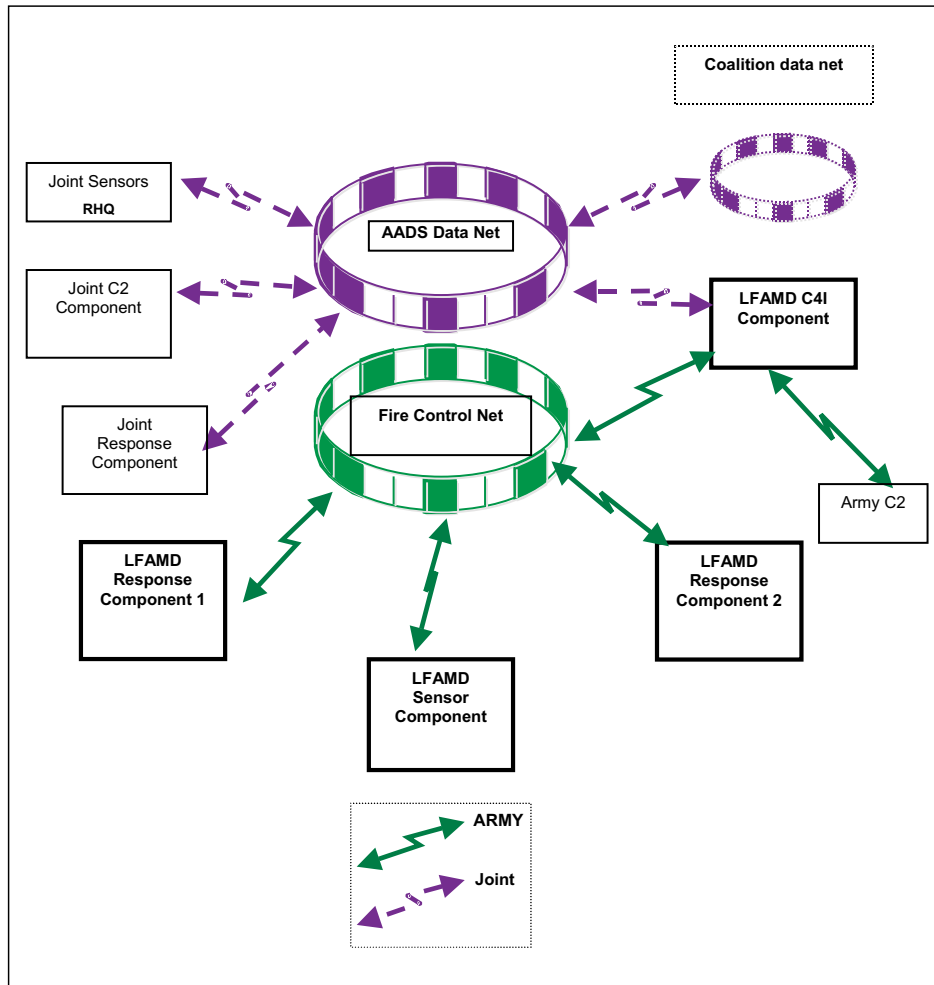 Coalition data net
Joint Sensors
RHQ
AADS Data Net
Joint C2
Component
LFAMD C4I
Component
Joint
Response
Component
Fire Control Net
Army C2
LFAMD
Response
Component 1
LFAMD
Response
Component 2
LFAMD
Sensor
Component
ARMY
Joint